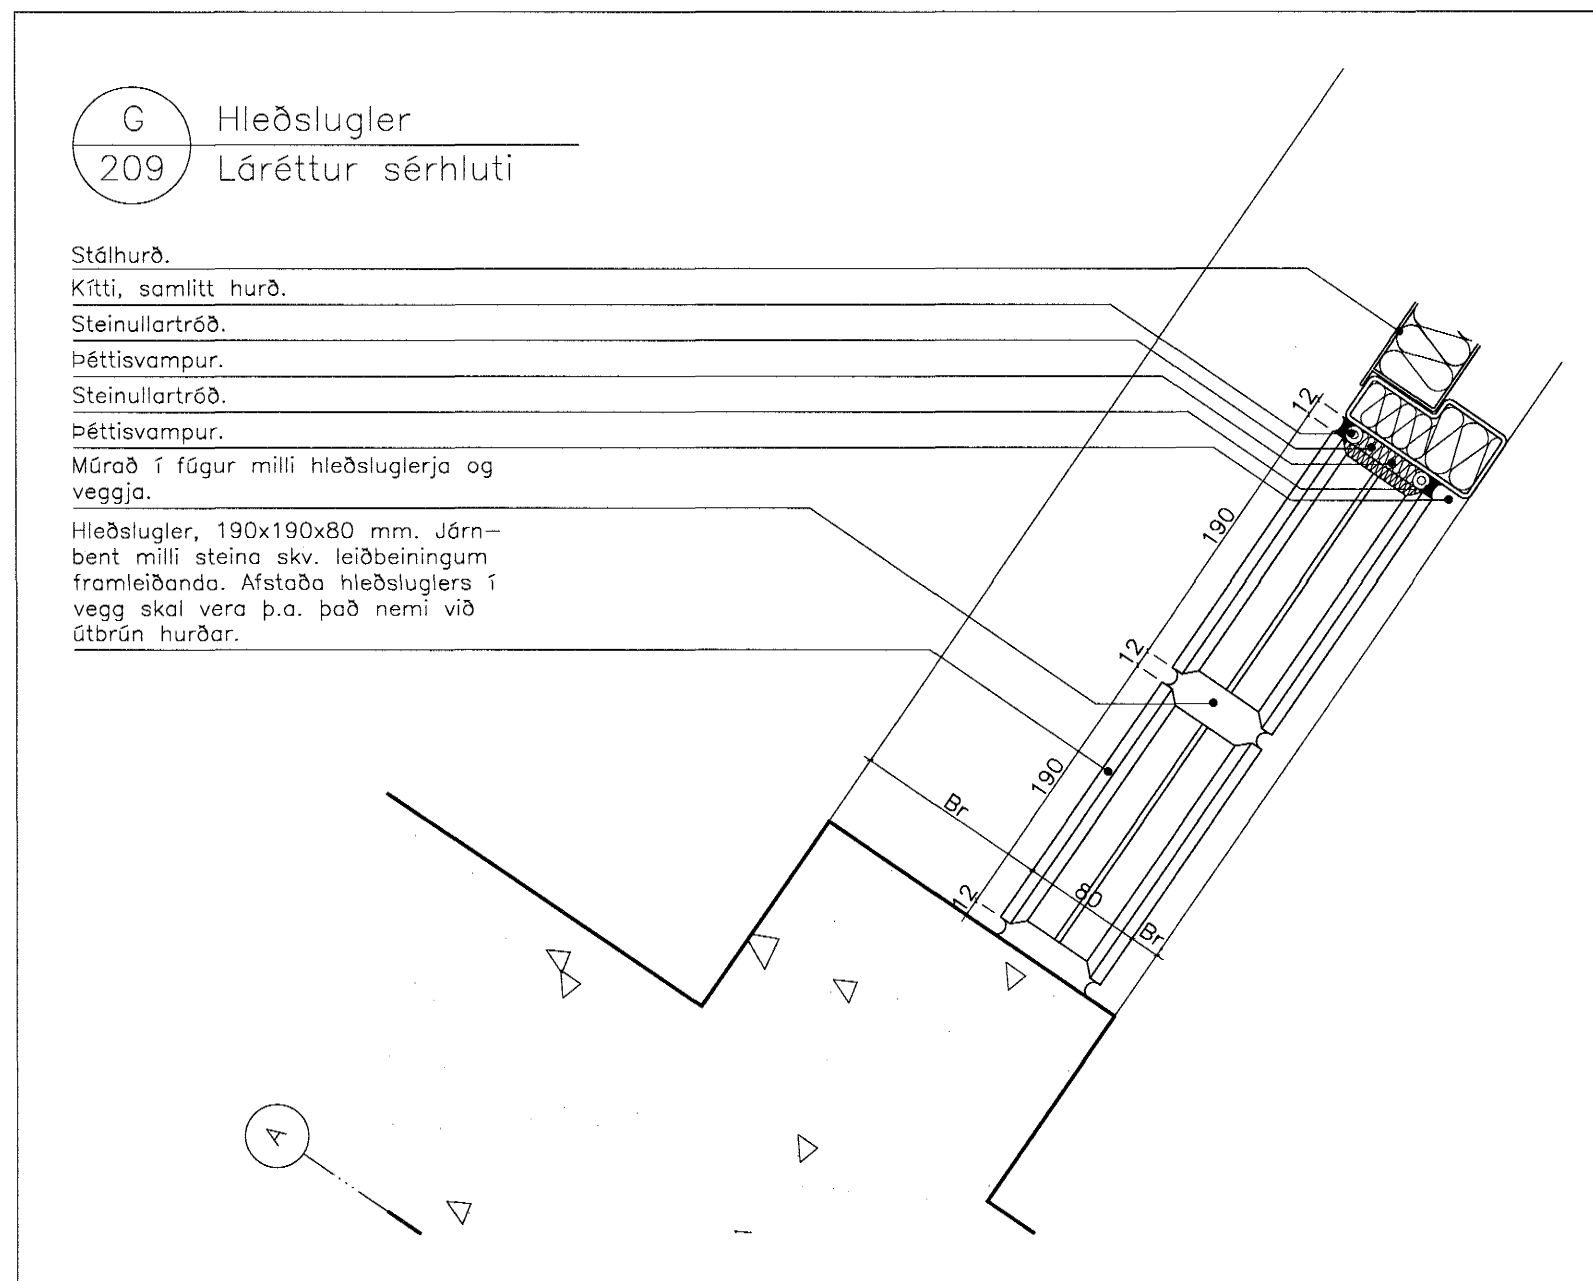 G
209
Hleðslugler
Láréttur sérhluti
Stálhurð.
Kítti, samlitt hurð.
Steinullartróð.
Þéttisvampur.
Steinullartróð.
Þéttisvampur.
Múrað í fúgur milli hleðsluglerja og
veggja.
Hleðslugler, 190x190x80 mm. Járn-
bent milli steina skv. leiðbeiningum
framleiðanda. Afstaða hleðsluglers í
vegg skal vera þ.a. það nemi við
útbrún hurðar.
12
190
12
190
12
Br
80
Br
A